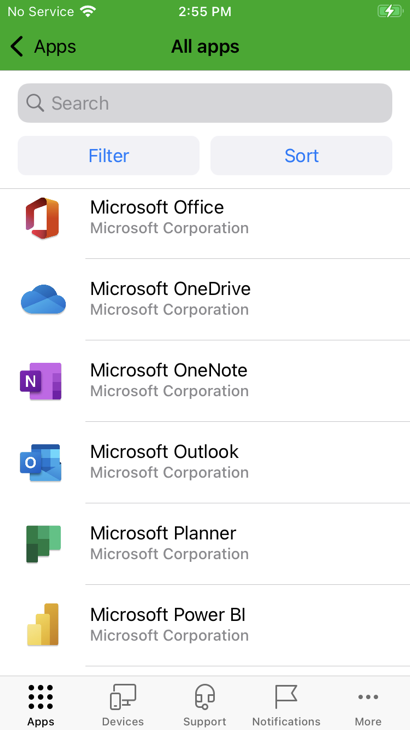 No Service 2:55 PM
Apps All apps
Search
Filter Sort
Microsoft Office
Microsoft Corporation
Microsoft OneDrive
Microsoft Corporation
N
Microsoft OneNote
Microsoft Corporation
O
Microsoft Outlook
Microsoft Corporation
Microsoft Planner
Microsoft Corporation
Microsoft Power BI
Microsoft Corporation
Apps Devices Support Notifications More